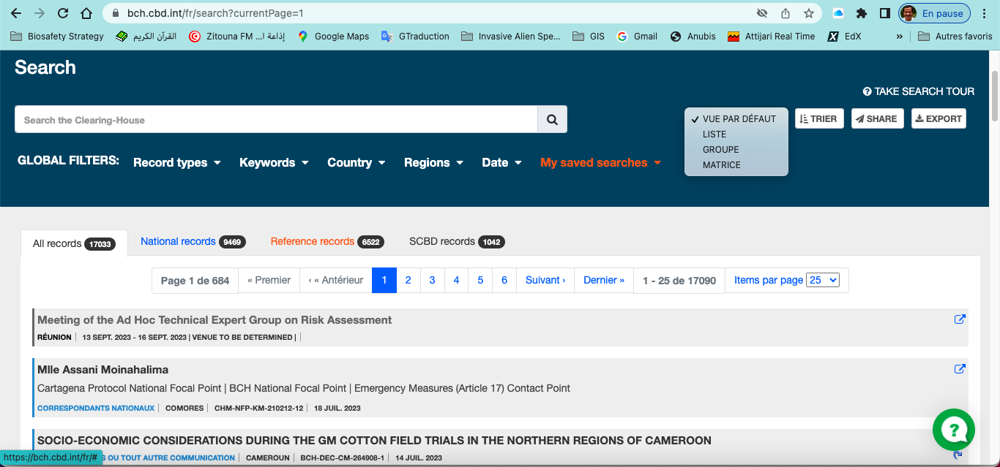 bch.cbd.int/fr/search?currentPage=1
En pause
Biosafety Strategy
القرآن الكريم
Zitouna FM ... إذاعة ا
Google Maps
GTraduction
Invasive Alien Spe...
GIS
Gmail
Anubis
Attijari Real Time
EdX
»
Autres favoris
Search
TAKE SEARCH TOUR
Search the Clearing-House
✓ VUE PAR DÉFAUT
LISTE
GROUPE
MATRICE
TRIER
SHARE
EXPORT
GLOBAL FILTERS: Record types Keywords Country Regions Date My saved searches
All records 17033 National records 9469 Reference records 6522 SCBD records 1042
Page 1 de 684 « Premier ‹ « Antérieur 1 2 3 4 5 6 Suivant › Dernier » 1 - 25 de 17090 Items par page 25
Meeting of the Ad Hoc Technical Expert Group on Risk Assessment
RÉUNION | 13 SEPT. 2023 - 16 SEPT. 2023 | VENUE TO BE DETERMINED | |
Mlle Assani Moinahalima
Cartagena Protocol National Focal Point | BCH National Focal Point | Emergency Measures (Article 17) Contact Point
CORRESPONDANTS NATIONAUX | COMORES | CHM-NFP-KM-210212-12 | 18 JUIL. 2023
SOCIO-ECONOMIC CONSIDERATIONS DURING THE GM COTTON FIELD TRIALS IN THE NORTHERN REGIONS OF CAMEROON
https://bch.cbd.int/fr/# S OU TOUT AUTRE COMMUNICATION | CAMEROUN | BCH-DEC-CM-264908-1 | 14 JUIL. 2023